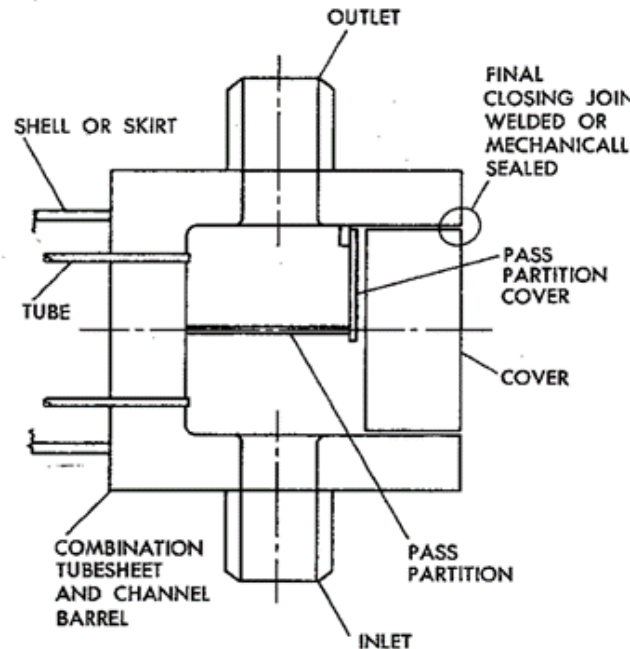 OUTLET
FINAL
CLOSING JOIN
WELDED OR
MECHANICALL
SEALED
SHELL OR SKIRT
PASS
PARTITION
COVER
TUBE
COVER
COMBINATION
TUBESHEET
AND CHANNEL
BARREL
PASS
PARTITION
INLET